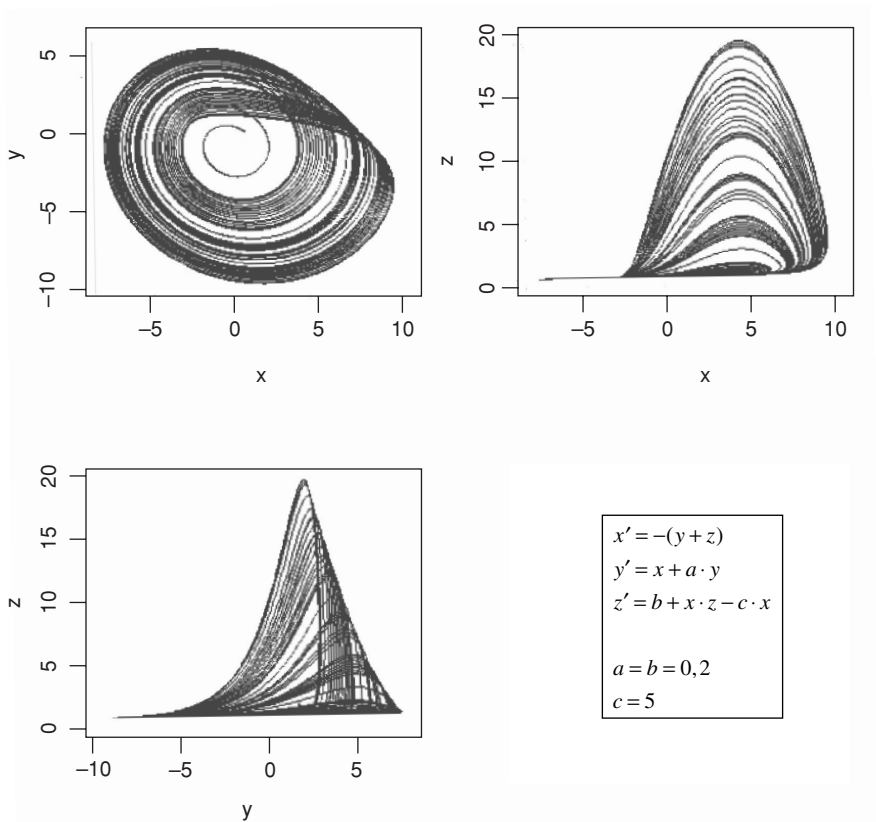 5
0
−5
−10
y
−5 0 5 10
x
20
15
10
5
0
z
−5 0 5 10
x
20
15
10
5
0
z
−10 −5 0 5
y
x′ = −(y + z)
y′ = x + a · y
z′ = b + x · z − c · x
a = b = 0,2
c = 5